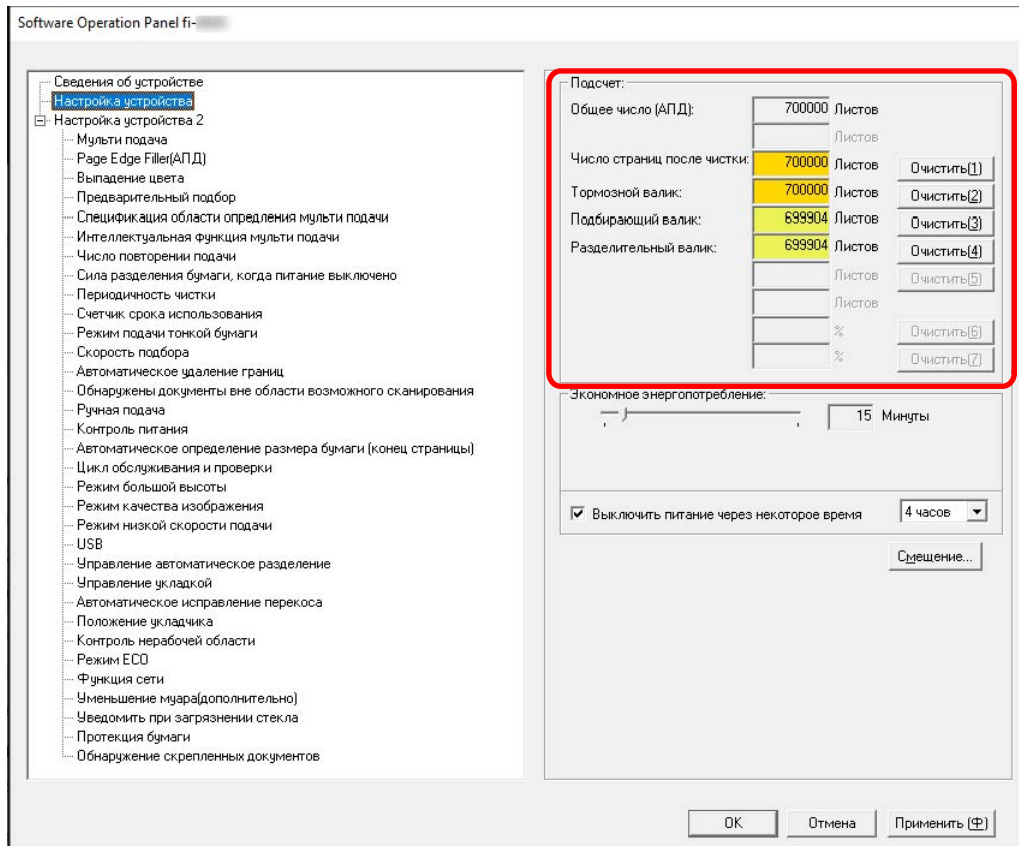 Software Operation Panel fi-
Сведения об устройстве
Настройка устройства
Настройка устройства 2
Мульти подача
Page Edge Filler(АПД)
Выпадение цвета
Предварительный подбор
Спецификация области опредления мульти подачи
Интеллектуальная функция мульти подачи
Число повторении подачи
Сила разделения бумаги, когда питание выключено
Периодичность чистки
Счетчик срока использования
Режим подачи тонкой бумаги
Скорость подбора
Автоматическое удаление границ
Обнаружены документы вне области возможного сканирования
Ручная подача
Контроль питания
Автоматическое определение размера бумаги (конец страницы)
Цикл обслуживания и проверки
Режим большой высоты
Режим качества изображения
Режим низкой скорости подачи
USB
Управление автоматическое разделение
Управление укладкой
Автоматическое исправление перекоса
Положение укладчика
Контроль нерабочей области
Режим ECO
Функция сети
Уменьшение муара(дополнительно)
Уведомить при загрязнении стекла
Протекция бумаги
Обнаружение скрепленных документов
Подсчет:
Общее число (АПД): 700000 Листов
Листов
Число страниц после чистки: 700000 Листов Очистить(1)
Тормозной валик: 700000 Листов Очистить(2)
Подбирающий валик: 699904 Листов Очистить(3)
Разделительный валик: 699904 Листов Очистить(4)
Листов Очистить(5)
Листов
% Очистить(6)
% Очистить(7)
Экономное энергопотребление:
15 Минуты
Выключить питание через некоторое время 4 часов
Смещение...
OK Отмена Применить (Ф)